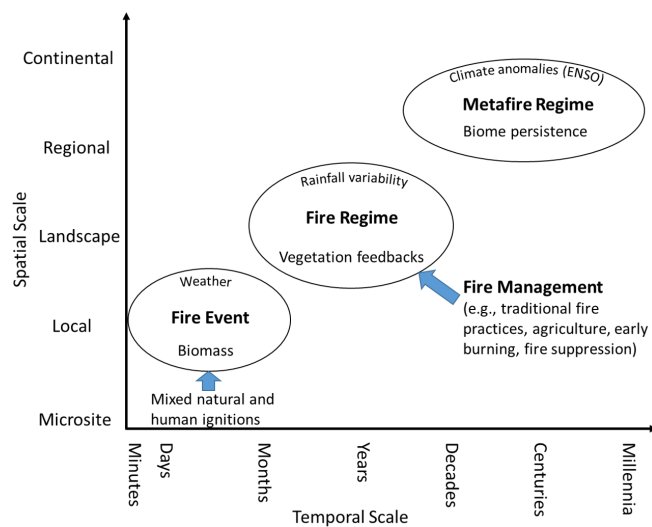 Continental
Climate anomalies (ENSO)
Metafire Regime
Biome persistence
Regional
Rainfall variability
Fire Regime
Vegetation feedbacks
Spatial Scale
Landscape
Weather
Fire Event
Biomass
Fire Management
(e.g., traditional fire
practices, agriculture, early
burning, fire suppression)
Local
Mixed natural and
human ignitions
Microsite
Minutes
Days
Months
Years
Decades
Centuries
Millennia
Temporal Scale